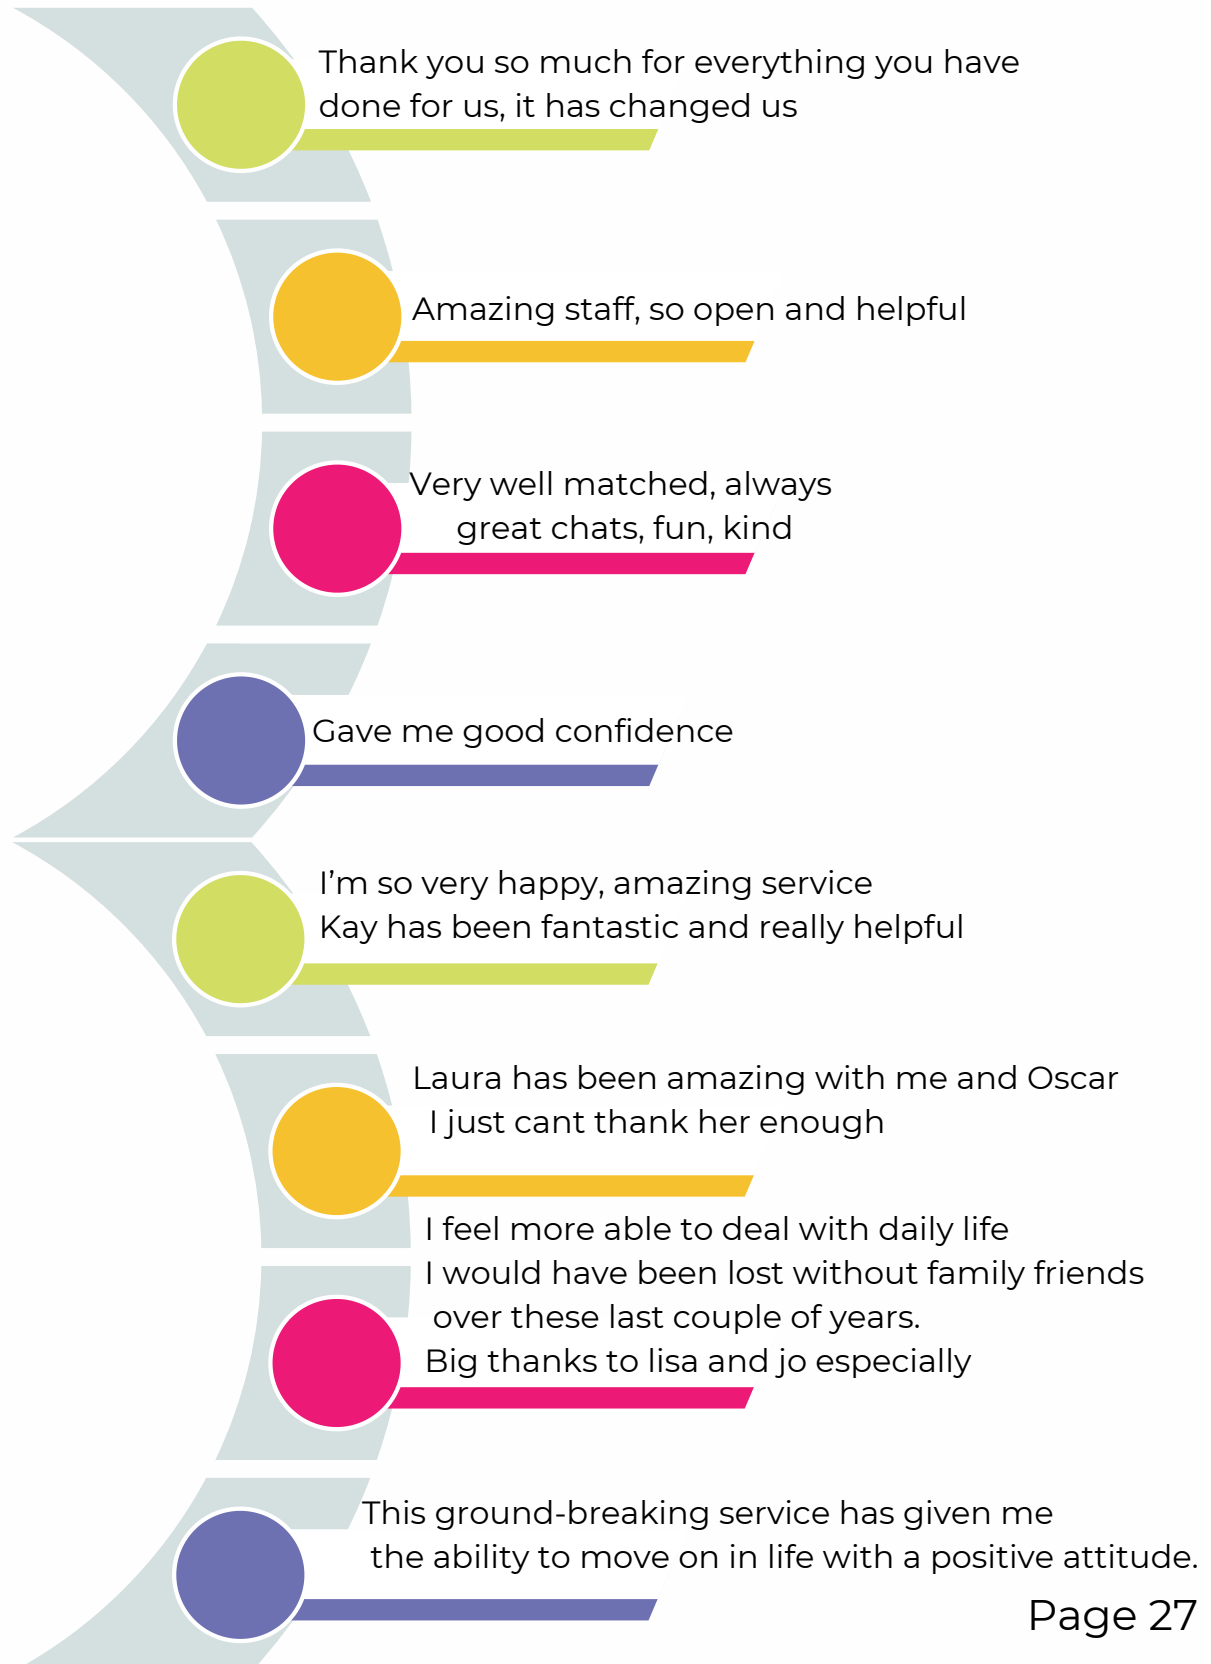 Thank you so much for everything you have
done for us, it has changed us
Amazing staff, so open and helpful
Very well matched, always
great chats, fun, kind
Gave me good confidence
I’m so very happy, amazing service
Kay has been fantastic and really helpful
Laura has been amazing with me and Oscar
I just cant thank her enough
I feel more able to deal with daily life
I would have been lost without family friends
over these last couple of years.
Big thanks to lisa and jo especially
This ground-breaking service has given me
the ability to move on in life with a positive attitude.
Page 27